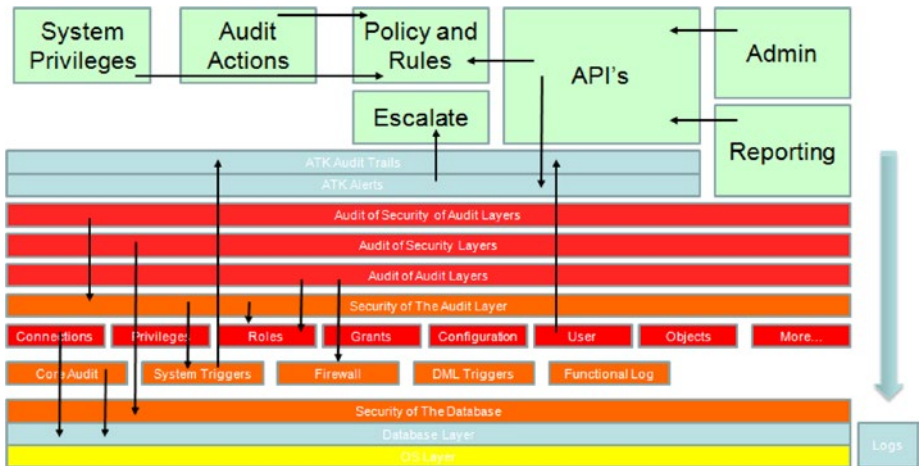 System
Privileges
Audit
Actions
Policy and
Rules
API's
Admin
Escalate
Reporting
ATK Audit Trails
ATK Alerts
Audit of Security of Audit Layers
Audit of Security Layers
Audit of Audit Layers
Security of The Audit Layer
Connections
Privileges
Roles
Grants
Configuration
User
Objects
More...
Core Audit
System Triggers
Firewall
DML Triggers
Functional Log
Security of The Database
Database Layer
OS Layer
Logs